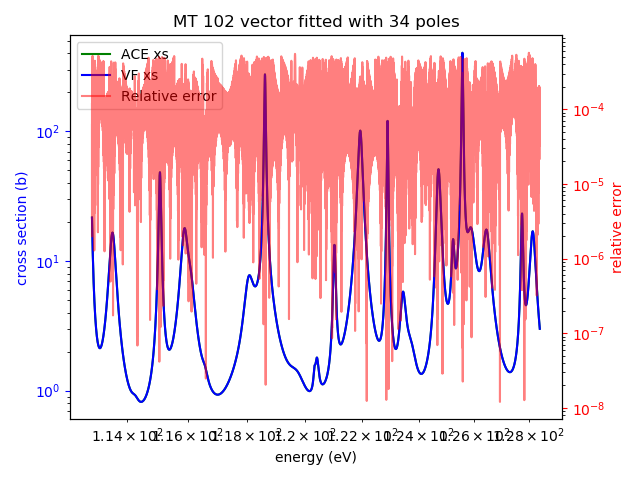 MT 102 vector fitted with 34 poles
ACE xs
VF xs
Relative error
cross section (b)
10²
10¹
10⁰
relative error
10⁻⁴
10⁻⁵
10⁻⁶
10⁻⁷
10⁻⁸
1.14 × 10² 1.16 × 10² 1.18 × 10² 1.2 × 10² 1.22 × 10² 1.24 × 10² 1.26 × 10² 1.28 × 10²
energy (eV)